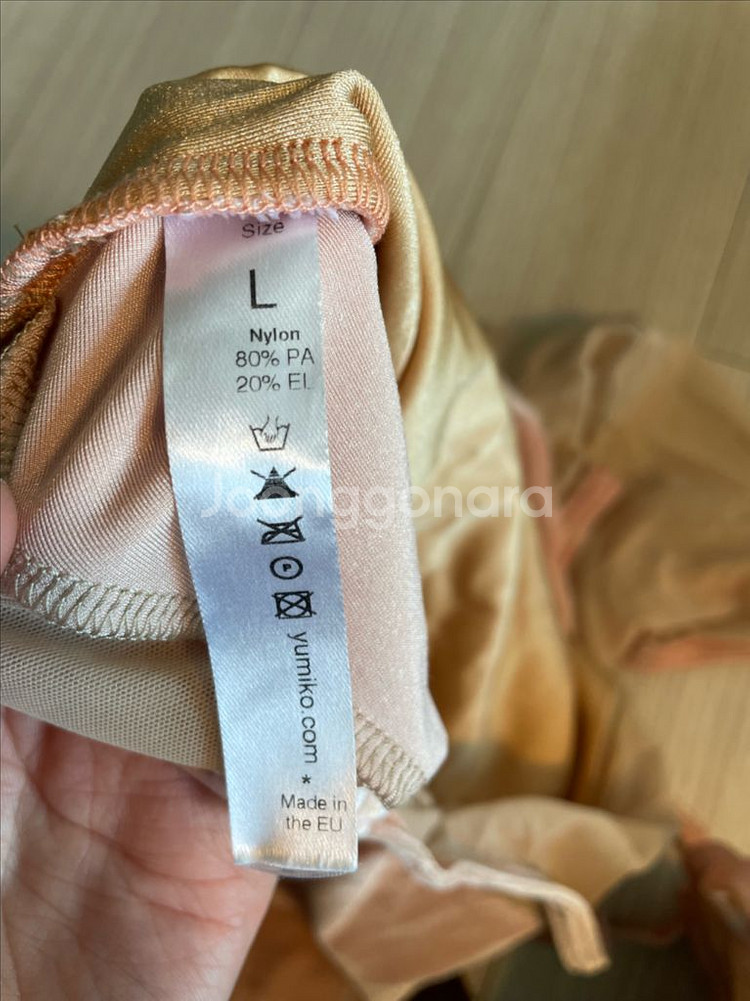 Size
L
Nylon
80% PA
20% EL
Joonggonara
P
yumiko.com *
Made in
the EU